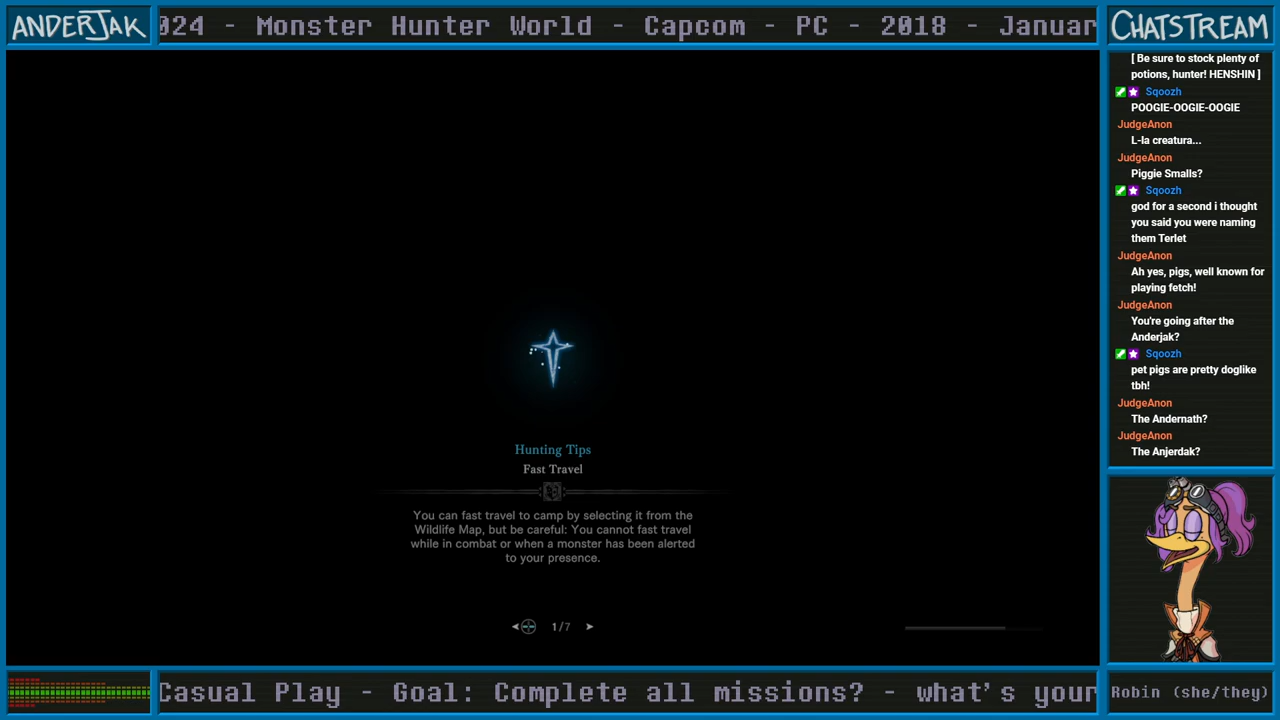 ANDERJAK
024 - Monster Hunter World - Capcom - PC - 2018 - Januar
CHATSTREAM
[ Be sure to stock plenty of
potions, hunter! HENSHIN ]
Sqoozh
POOGIE-OOGIE-OOGIE
JudgeAnon
L-la creatura...
JudgeAnon
Piggie Smalls?
Sqoozh
god for a second i thought
you said you were naming
them Terlet
JudgeAnon
Ah yes, pigs, well known for
playing fetch!
JudgeAnon
You're going after the
Anderjak?
Sqoozh
pet pigs are pretty doglike
tbh!
JudgeAnon
The Andernath?
JudgeAnon
The Anjerdak?
Hunting Tips
Fast Travel
You can fast travel to camp by selecting it from the
Wildlife Map, but be careful: You cannot fast travel
while in combat or when a monster has been alerted
to your presence.
1/7
Casual Play - Goal: Complete all missions? - what's your
Robin (she/they)